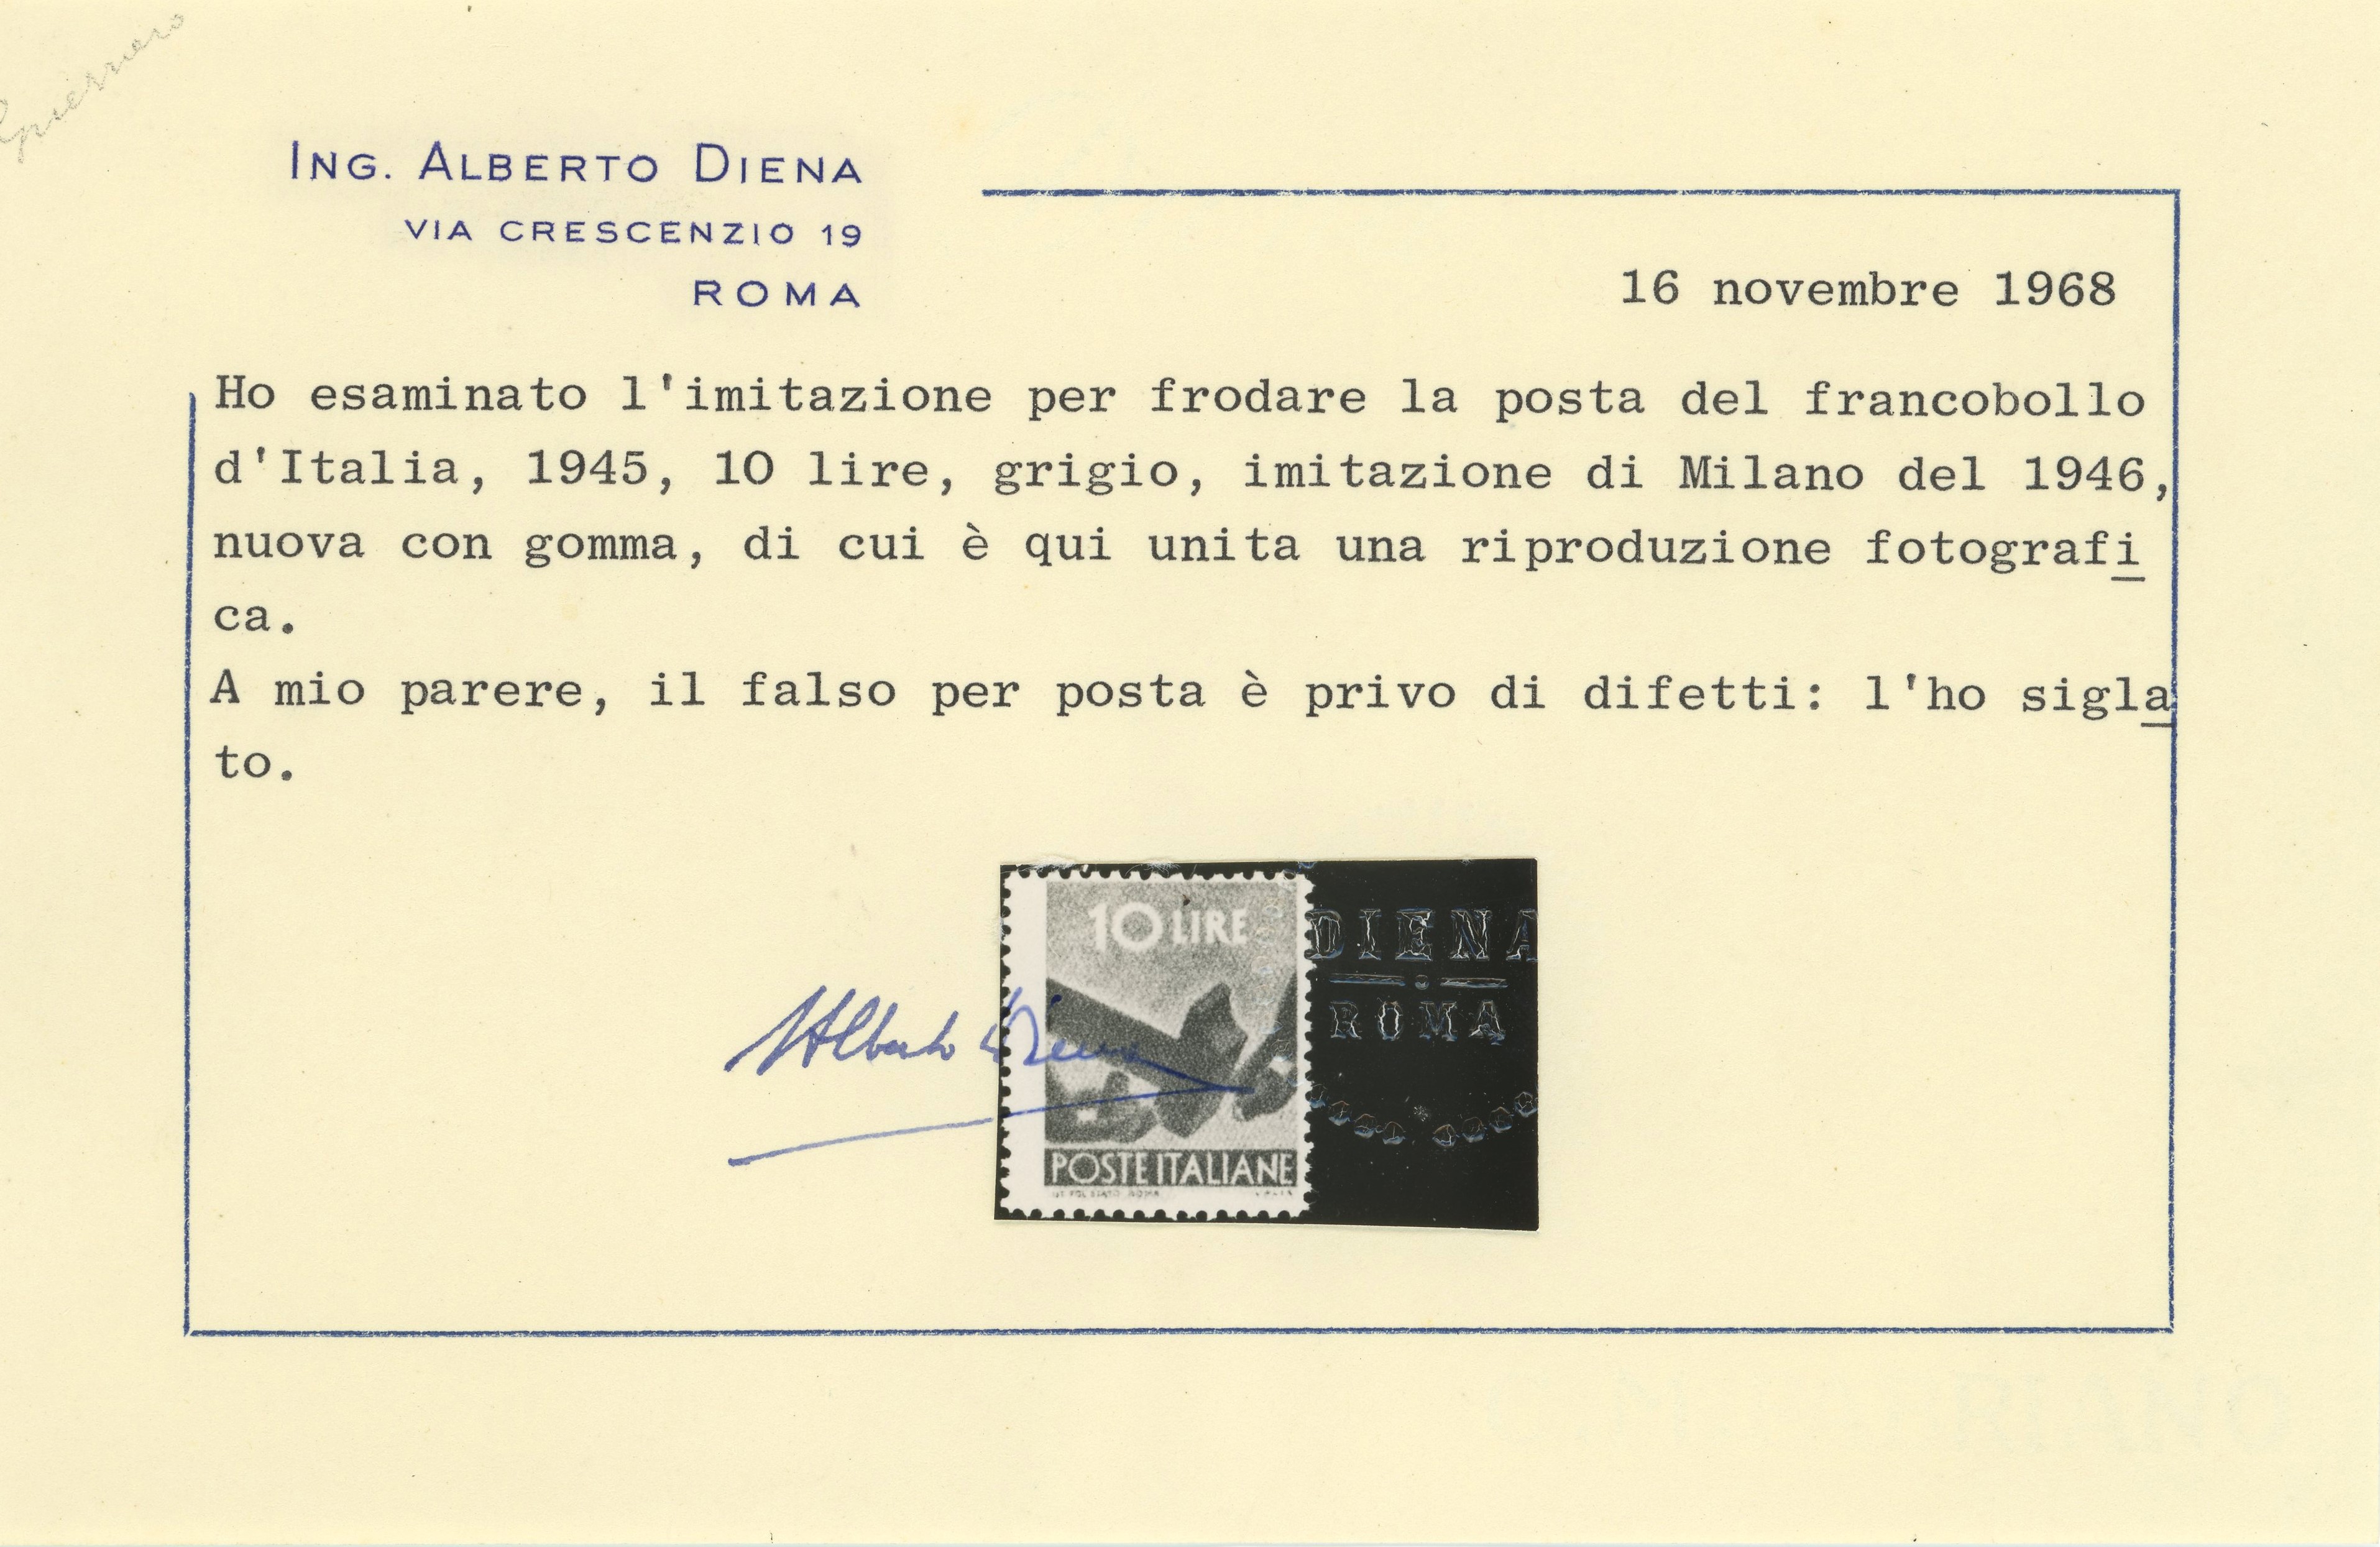 ING. ALBERTO DIENA
VIA CRESCENZIO 19
ROMA
16 novembre 1968
Ho esaminato l'imitazione per frodare la posta del francobollo
d'Italia, 1945, 10 lire, grigio, imitazione di Milano del 1946,
nuova con gomma, di cui è qui unita una riproduzione fotografi
ca.
A mio parere, il falso per posta è privo di difetti: l'ho sigla
to.
10 LIRE
DIENA
ROMA
Alberto Diena
POSTE ITALIANE